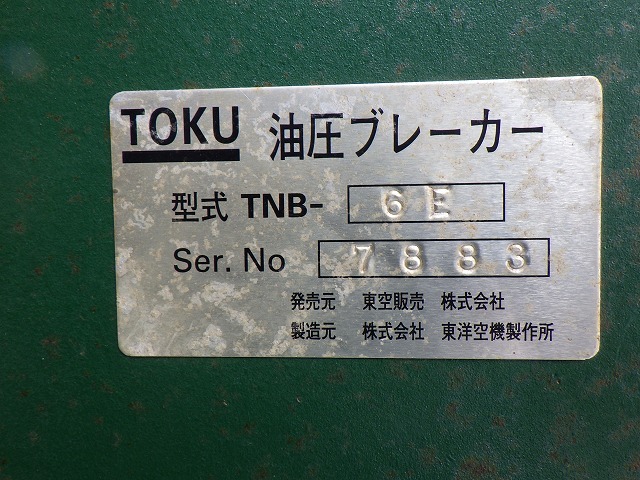 TOKU 油圧ブレーカー
型式 TNB- 6E
Ser. No 7883
発売元 東空販売 株式会社
製造元 株式会社 東洋空機製作所